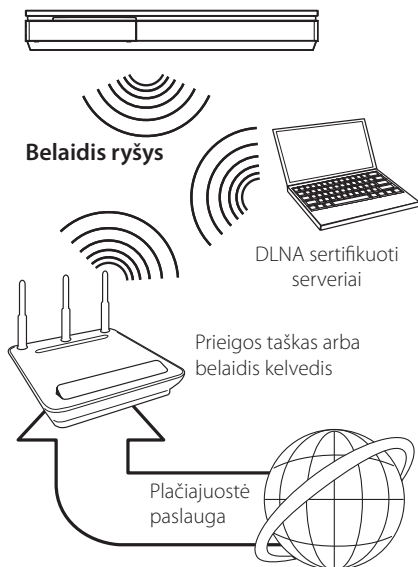 Belaidis ryšys
DLNA sertifikuoti
serveriai
Prieigos taškas arba
belaidis kelvedis
Plačiajuostė
paslauga